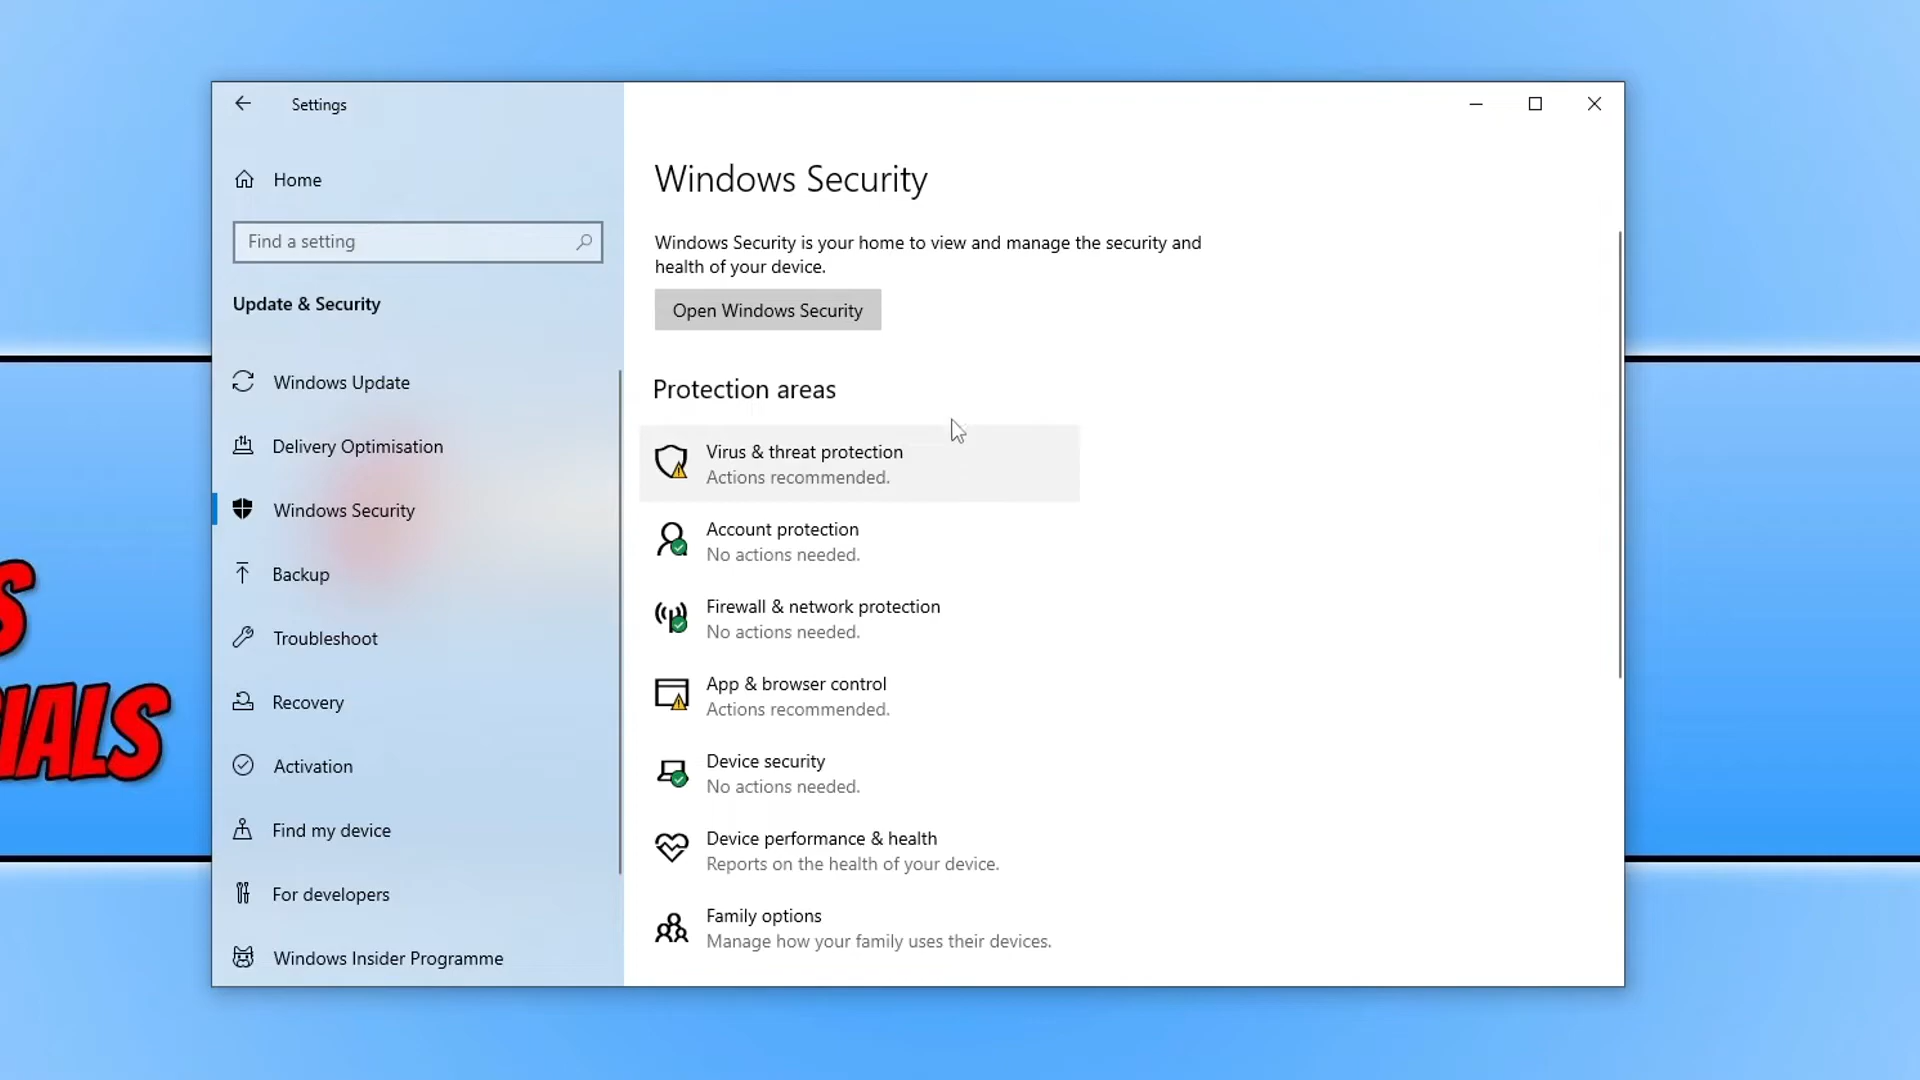 Settings
Home
Find a setting
Update & Security
Windows Update
Delivery Optimisation
Windows Security
Backup
Troubleshoot
Recovery
Activation
Find my device
For developers
Windows Insider Programme
Windows Security
Windows Security is your home to view and manage the security and
health of your device.
Open Windows Security
Protection areas
Virus & threat protection
Actions recommended.
Account protection
No actions needed.
Firewall & network protection
No actions needed.
App & browser control
Actions recommended.
Device security
No actions needed.
Device performance & health
Reports on the health of your device.
Family options
Manage how your family uses their devices.
S
IALS